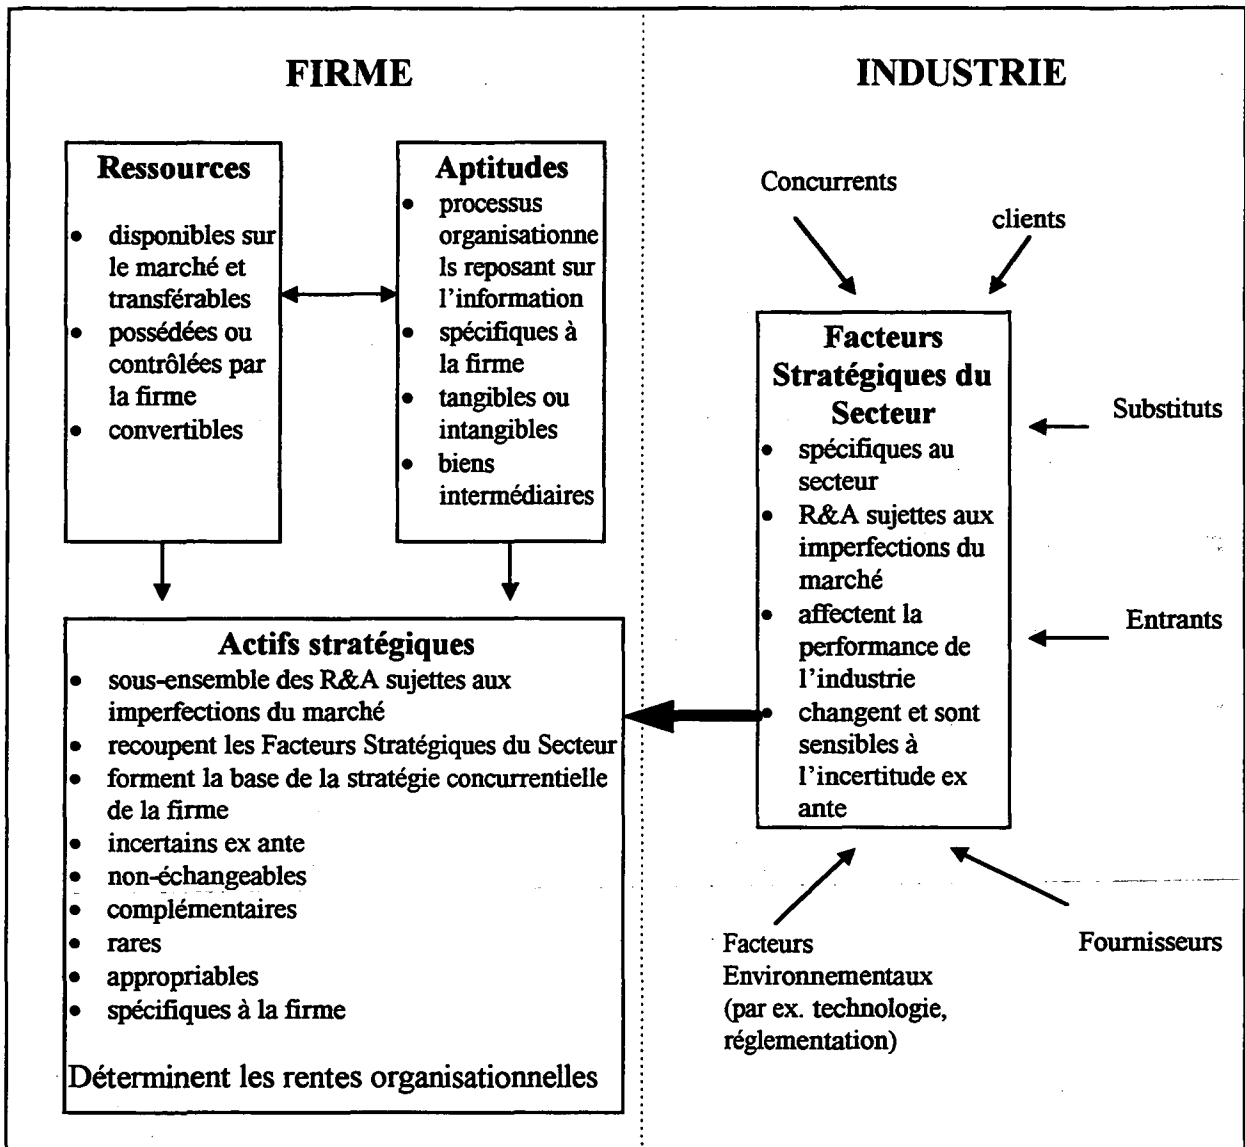 FIRME
Ressources
• disponibles sur
le marché et
transférables
• possédées ou
contrôlées par
la firme
• convertibles
Aptitudes
• processus
organisationne
ls reposant sur
l'information
• spécifiques à
la firme
• tangibles ou
intangibles
• biens
intermédiaires
Actifs stratégiques
• sous-ensemble des R&A sujettes aux
imperfections du marché
• recoupent les Facteurs Stratégiques du Secteur
• forment la base de la stratégie concurrentielle
de la firme
• incertains ex ante
• non-échangeables
• complémentaires
• rares
• appropriables
• spécifiques à la firme
Déterminent les rentes organisationnelles
INDUSTRIE
Concurrents
clients
Facteurs
Stratégiques du
Secteur
• spécifiques au
secteur
• R&A sujettes aux
imperfections du
marché
• affectent la
performance de
l'industrie
• changent et sont
sensibles à
l'incertitude ex
ante
Substituts
Entrants
Facteurs
Environnementaux
(par ex. technologie,
réglementation)
Fournisseurs